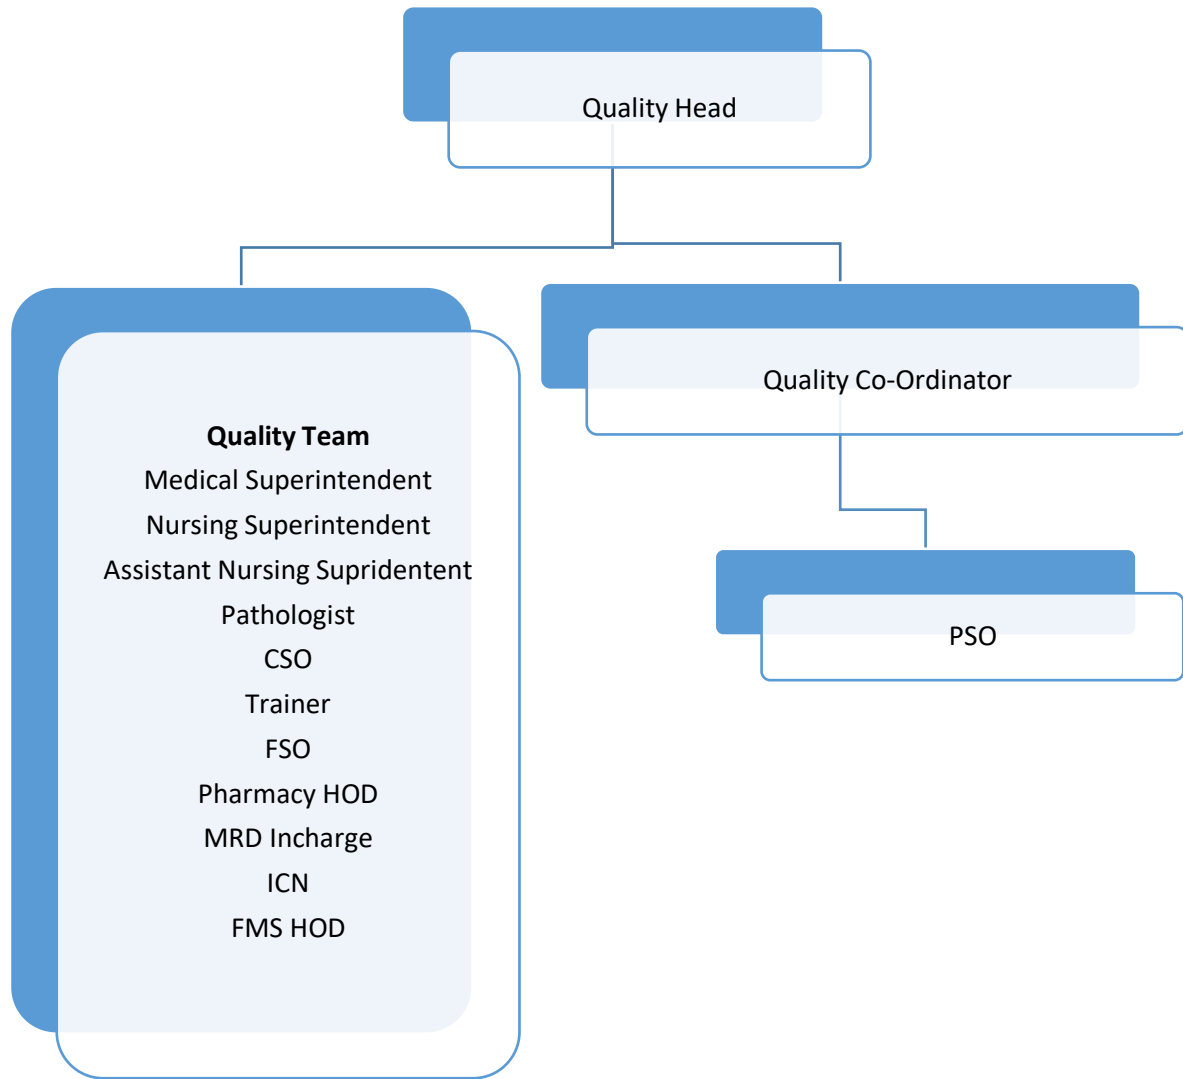 Quality Head
Quality Team
Medical Superintendent
Nursing Superintendent
Assistant Nursing Supridentent
Pathologist
CSO
Trainer
FSO
Pharmacy HOD
MRD Incharge
ICN
FMS HOD
Quality Co-Ordinator
PSO